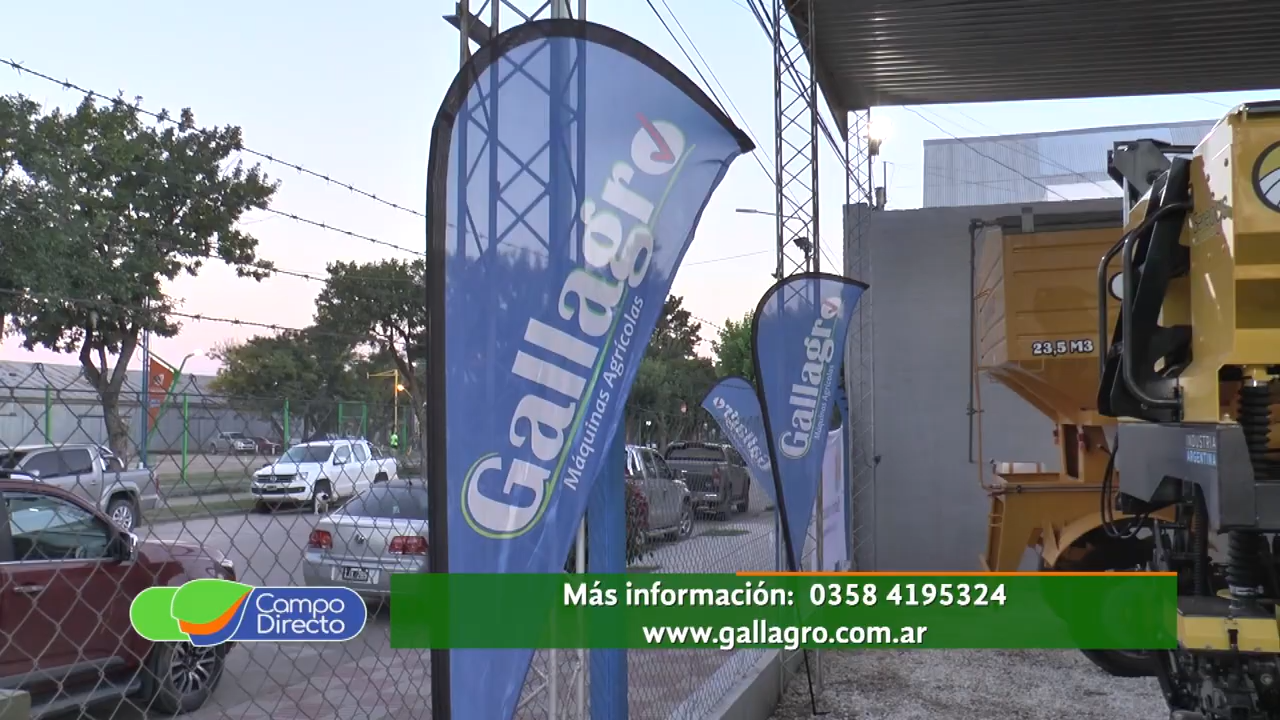 Gallagro
Máquinas Agrícolas
Gallagro
Máquinas Agrícolas
Gallagro
23,5 M3
INDUSTRIA
ARGENTINA
Campo
Directo
Más información: 0358 4195324
www.gallagro.com.ar